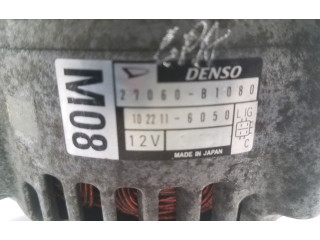 DENSO
M08
27060-B1080
102211-6050
12V
L IG
C
MADE IN JAPAN